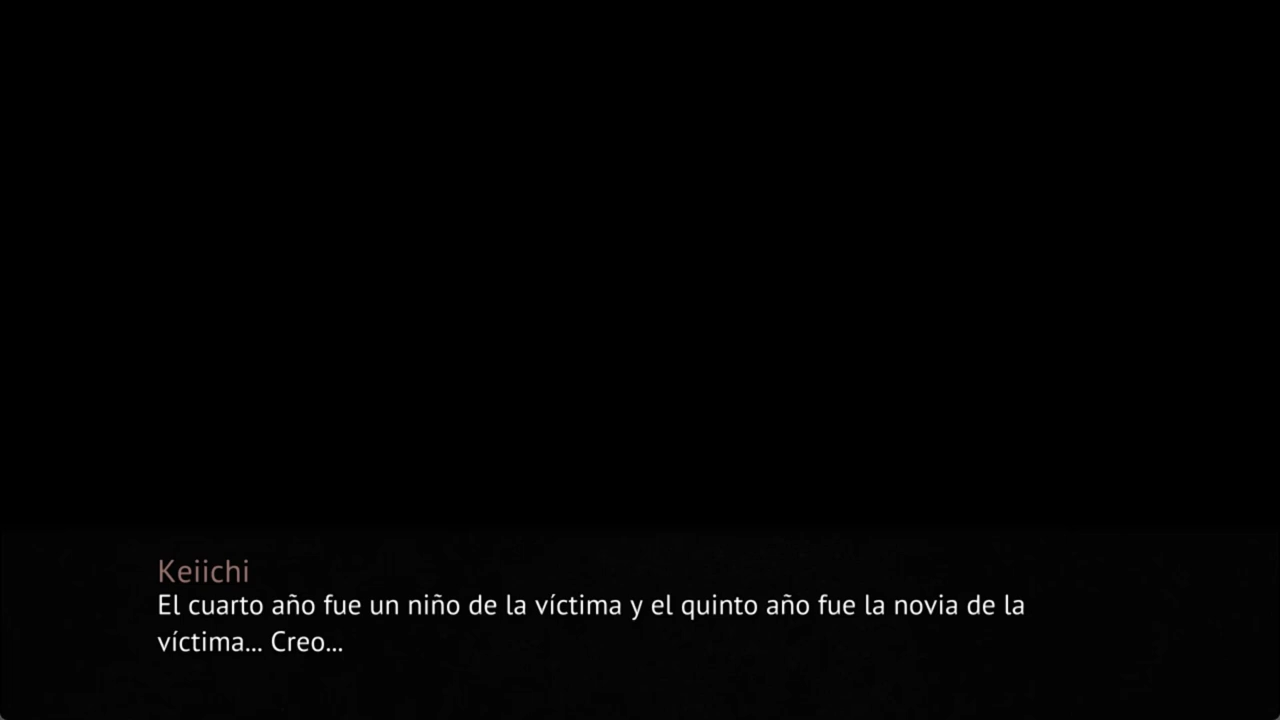 Keiichi
El cuarto año fue un niño de la víctima y el quinto año fue la novia de la
víctima... Creo...